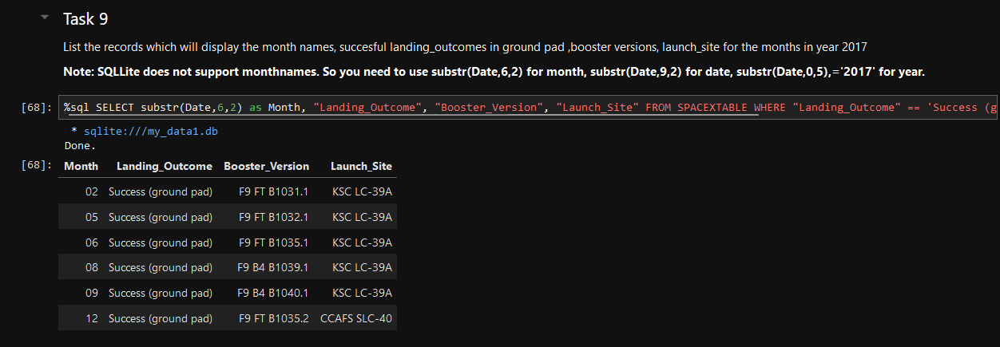 Task 9
List the records which will display the month names, succesful landing_outcomes in ground pad ,booster versions, launch_site for the months in year 2017
Note: SQLLite does not support monthnames. So you need to use substr(Date,6,2) for month, substr(Date,9,2) for date, substr(Date,0,5),='2017' for year.
[68]: %sql SELECT substr(Date,6,2) as Month, "Landing_Outcome", "Booster_Version", "Launch_Site" FROM SPACEXTABLE WHERE "Landing_Outcome" == 'Success (g
* sqlite:///my_data1.db
Done.
[68]: Month Landing_Outcome Booster_Version Launch_Site
02 Success (ground pad) F9 FT B1031.1 KSC LC-39A
05 Success (ground pad) F9 FT B1032.1 KSC LC-39A
06 Success (ground pad) F9 FT B1035.1 KSC LC-39A
08 Success (ground pad) F9 B4 B1039.1 KSC LC-39A
09 Success (ground pad) F9 B4 B1040.1 KSC LC-39A
12 Success (ground pad) F9 FT B1035.2 CCAFS SLC-40